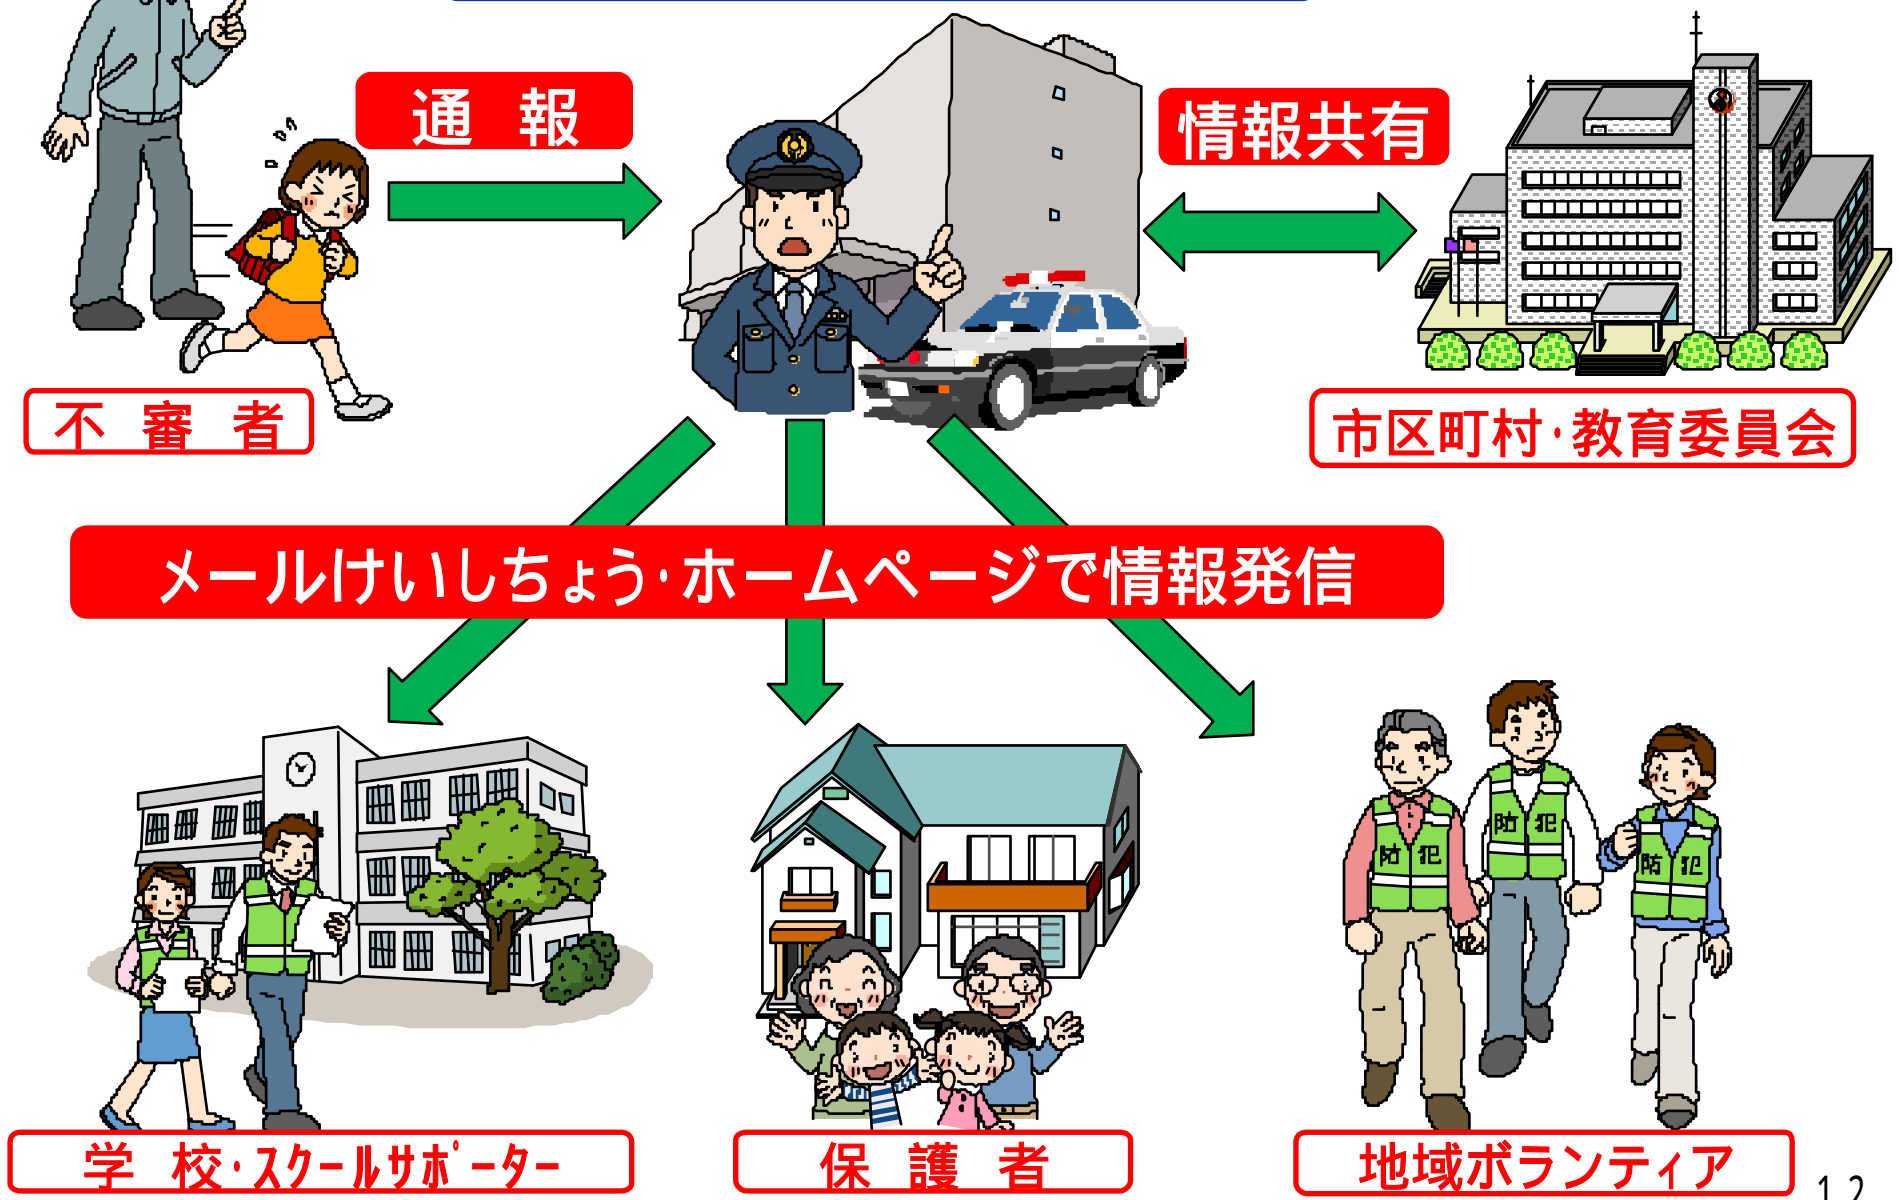 通 報
情報共有
不 審 者
市区町村・教育委員会
メールけいしちょう・ホームページで情報発信
防 犯
防 犯
防 犯
学 校・スクールサポーター
保 護 者
地域ボランティア
12